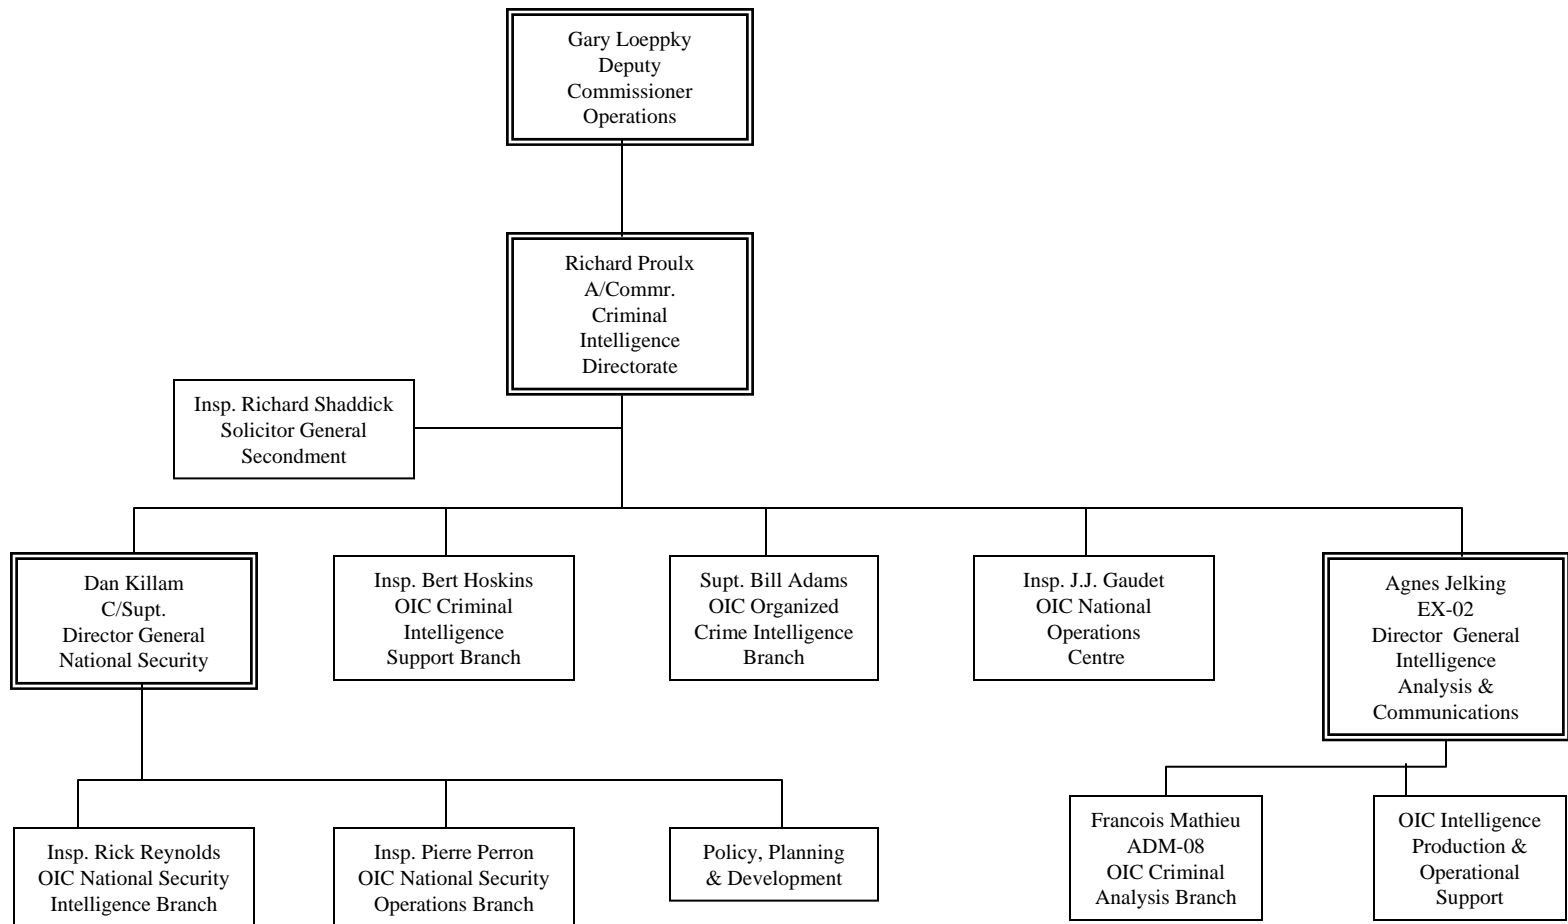 Gary Loeppky
Deputy
Commissioner
Operations
Richard Proulx
A/Commr.
Criminal
Intelligence
Directorate
Insp. Richard Shaddick
Solicitor General
Secondment
Dan Killam
C/Supt.
Director General
National Security
Insp. Bert Hoskins
OIC Criminal
Intelligence
Support Branch
Supt. Bill Adams
OIC Organized
Crime Intelligence
Branch
Insp. J.J. Gaudet
OIC National
Operations
Centre
Agnes Jelking
EX-02
Director General
Intelligence
Analysis &
Communications
Insp. Rick Reynolds
OIC National Security
Intelligence Branch
Insp. Pierre Perron
OIC National Security
Operations Branch
Policy, Planning
& Development
Francois Mathieu
ADM-08
OIC Criminal
Analysis Branch
OIC Intelligence
Production &
Operational
Support